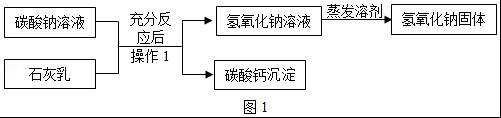 碳酸钠溶液
石灰乳
充分反
应后
操作1
氢氧化钠溶液
蒸发溶剂
氢氧化钠固体
碳酸钙沉淀
图1